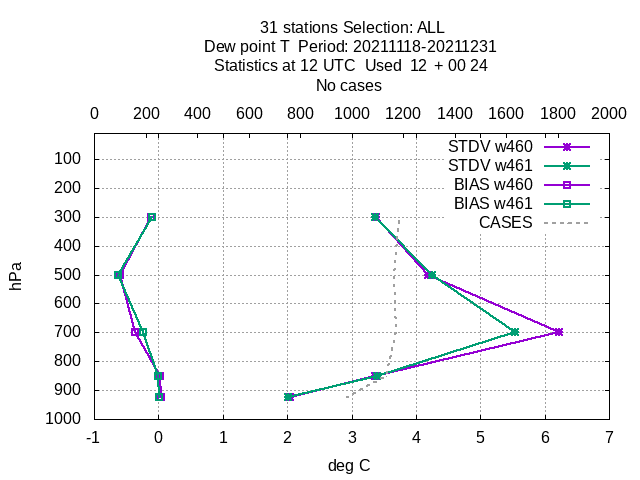 31 stations Selection: ALL
Dew point T  Period: 20211118-20211231
Statistics at 12 UTC  Used  12  + 00 24
No cases
0 200 400 600 800 1000 1200 1400 1600 1800 2000
STDV w460
STDV w461
BIAS w460
BIAS w461
CASES
100
200
300
400
500
600
700
800
900
1000
hPa
-1 0 1 2 3 4 5 6 7
deg C